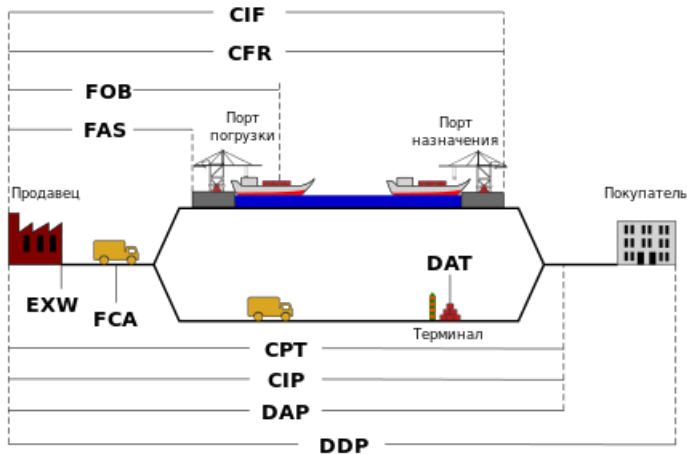 CIF
CFR
FOB
FAS
Порт
погрузки
Порт
назначения
Продавец
Покупатель
DAT
EXW
FCA
Терминал
CPT
CIP
DAP
DDP